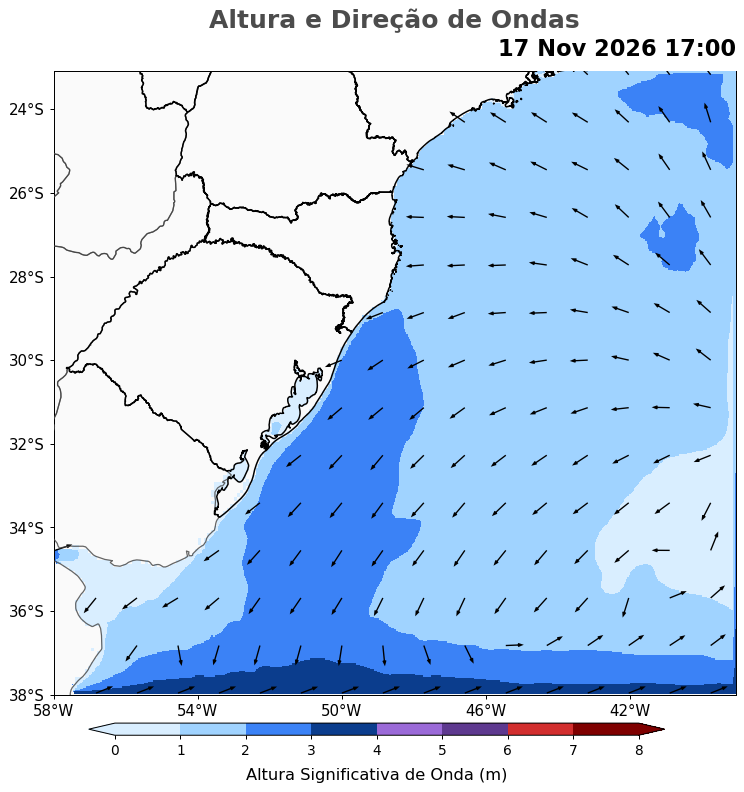 Altura e Direção de Ondas
17 Nov 2026 17:00
24°S
26°S
28°S
30°S
32°S
34°S
36°S
38°S
58°W 54°W 50°W 46°W 42°W
0 1 2 3 4 5 6 7 8
Altura Significativa de Onda (m)